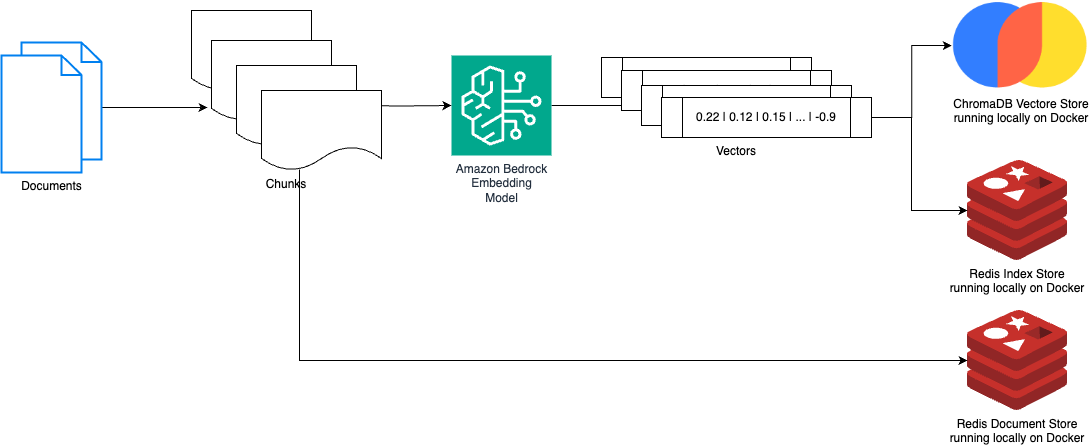 Documents
Chunks
Amazon Bedrock
Embedding
Model
0.22 | 0.12 | 0.15 | ... | -0.9
Vectors
ChromaDB Vectore Store
running locally on Docker
Redis Index Store
running locally on Docker
Redis Document Store
running locally on Docker